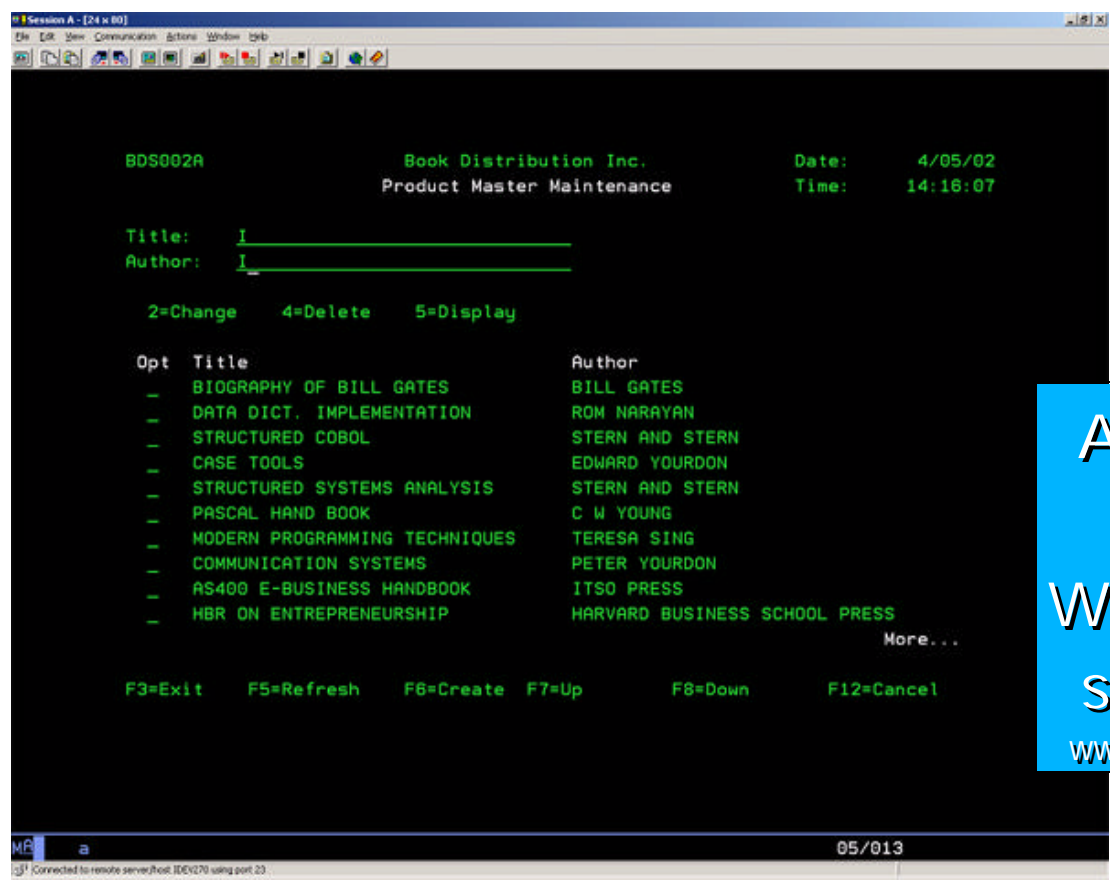 Session A - [24 x 80]
File Edit View Communication Actions Window Help
BDS002A Book Distribution Inc. Date: 4/05/02
Product Master Maintenance Time: 14:16:07
Title: I
Author: I
2=Change 4=Delete 5=Display
Opt Title Author
BIOGRAPHY OF BILL GATES BILL GATES
DATA DICT. IMPLEMENTATION ROM NARAYAN
STRUCTURED COBOL STERN AND STERN
CASE TOOLS EDWARD YOURDON
STRUCTURED SYSTEMS ANALYSIS STERN AND STERN
PASCAL HAND BOOK C W YOUNG
MODERN PROGRAMMING TECHNIQUES TERESA SING
COMMUNICATION SYSTEMS PETER YOURDON
AS400 E-BUSINESS HANDBOOK ITSO PRESS
HBR ON ENTREPRENEURSHIP HARVARD BUSINESS SCHOOL PRESS
More...
F3=Exit F5=Refresh F6=Create F7=Up F8=Down F12=Cancel
A
W
S
ww
MA a 05/013
Connected to remote server/host IDEV270 using port 23